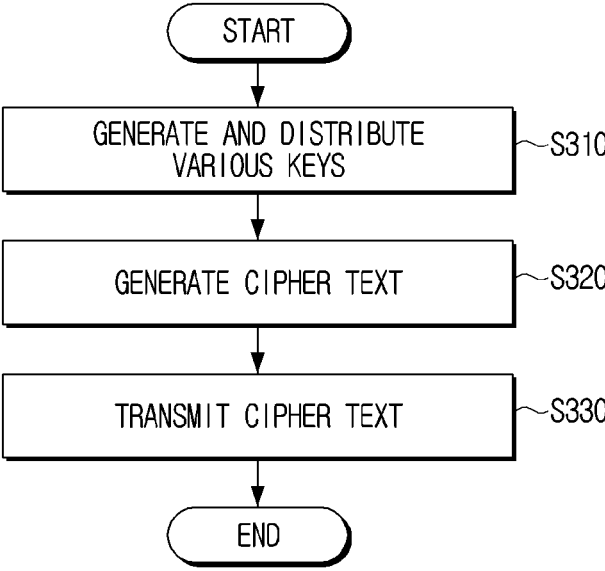 START
GENERATE AND DISTRIBUTE
VARIOUS KEYS
S310
GENERATE CIPHER TEXT
S320
TRANSMIT CIPHER TEXT
S330
END